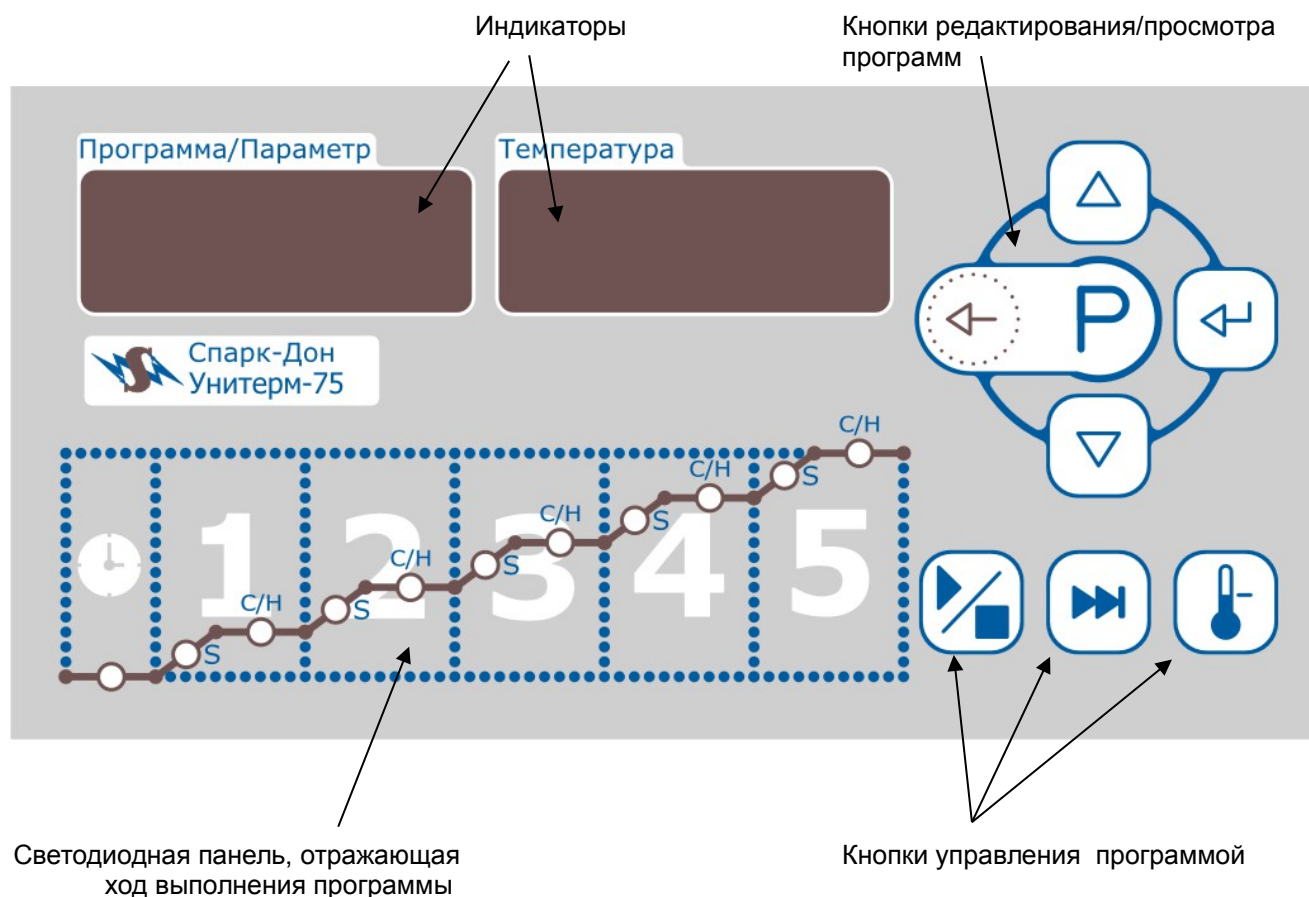 Индикаторы
Кнопки редактирования/просмотра
программ
Программа/Параметр
Температура
P
Спарк-Дон
Унитерм-75
1
2
3
4
5
S
C/H
S
C/H
S
C/H
S
C/H
S
C/H
Светодиодная панель, отражающая
ход выполнения программы
Кнопки управления программой